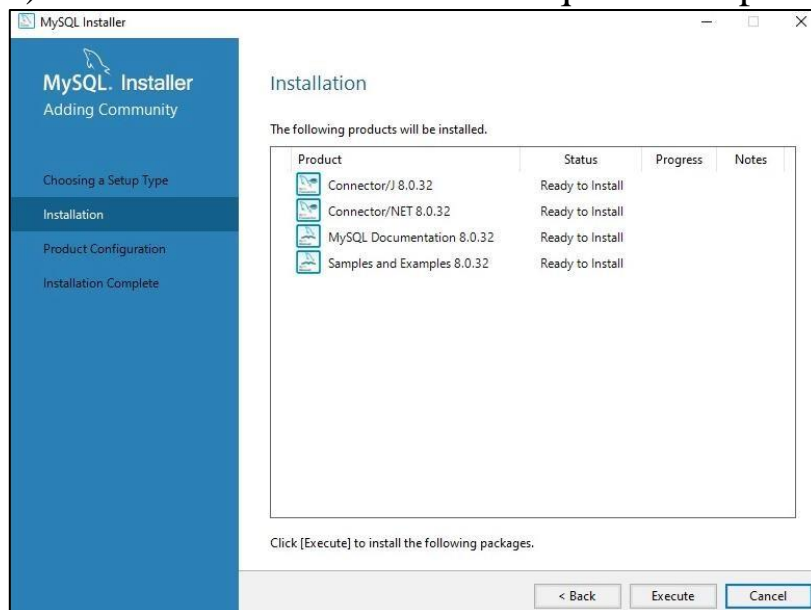 MySQL Installer
MySQL. Installer
Adding Community
Choosing a Setup Type
Installation
Product Configuration
Installation Complete
Installation
The following products will be installed.
Product Status Progress Notes
Connector/J 8.0.32 Ready to Install
Connector/NET 8.0.32 Ready to Install
MySQL Documentation 8.0.32 Ready to Install
Samples and Examples 8.0.32 Ready to Install
Click [Execute] to install the following packages.
< Back Execute Cancel